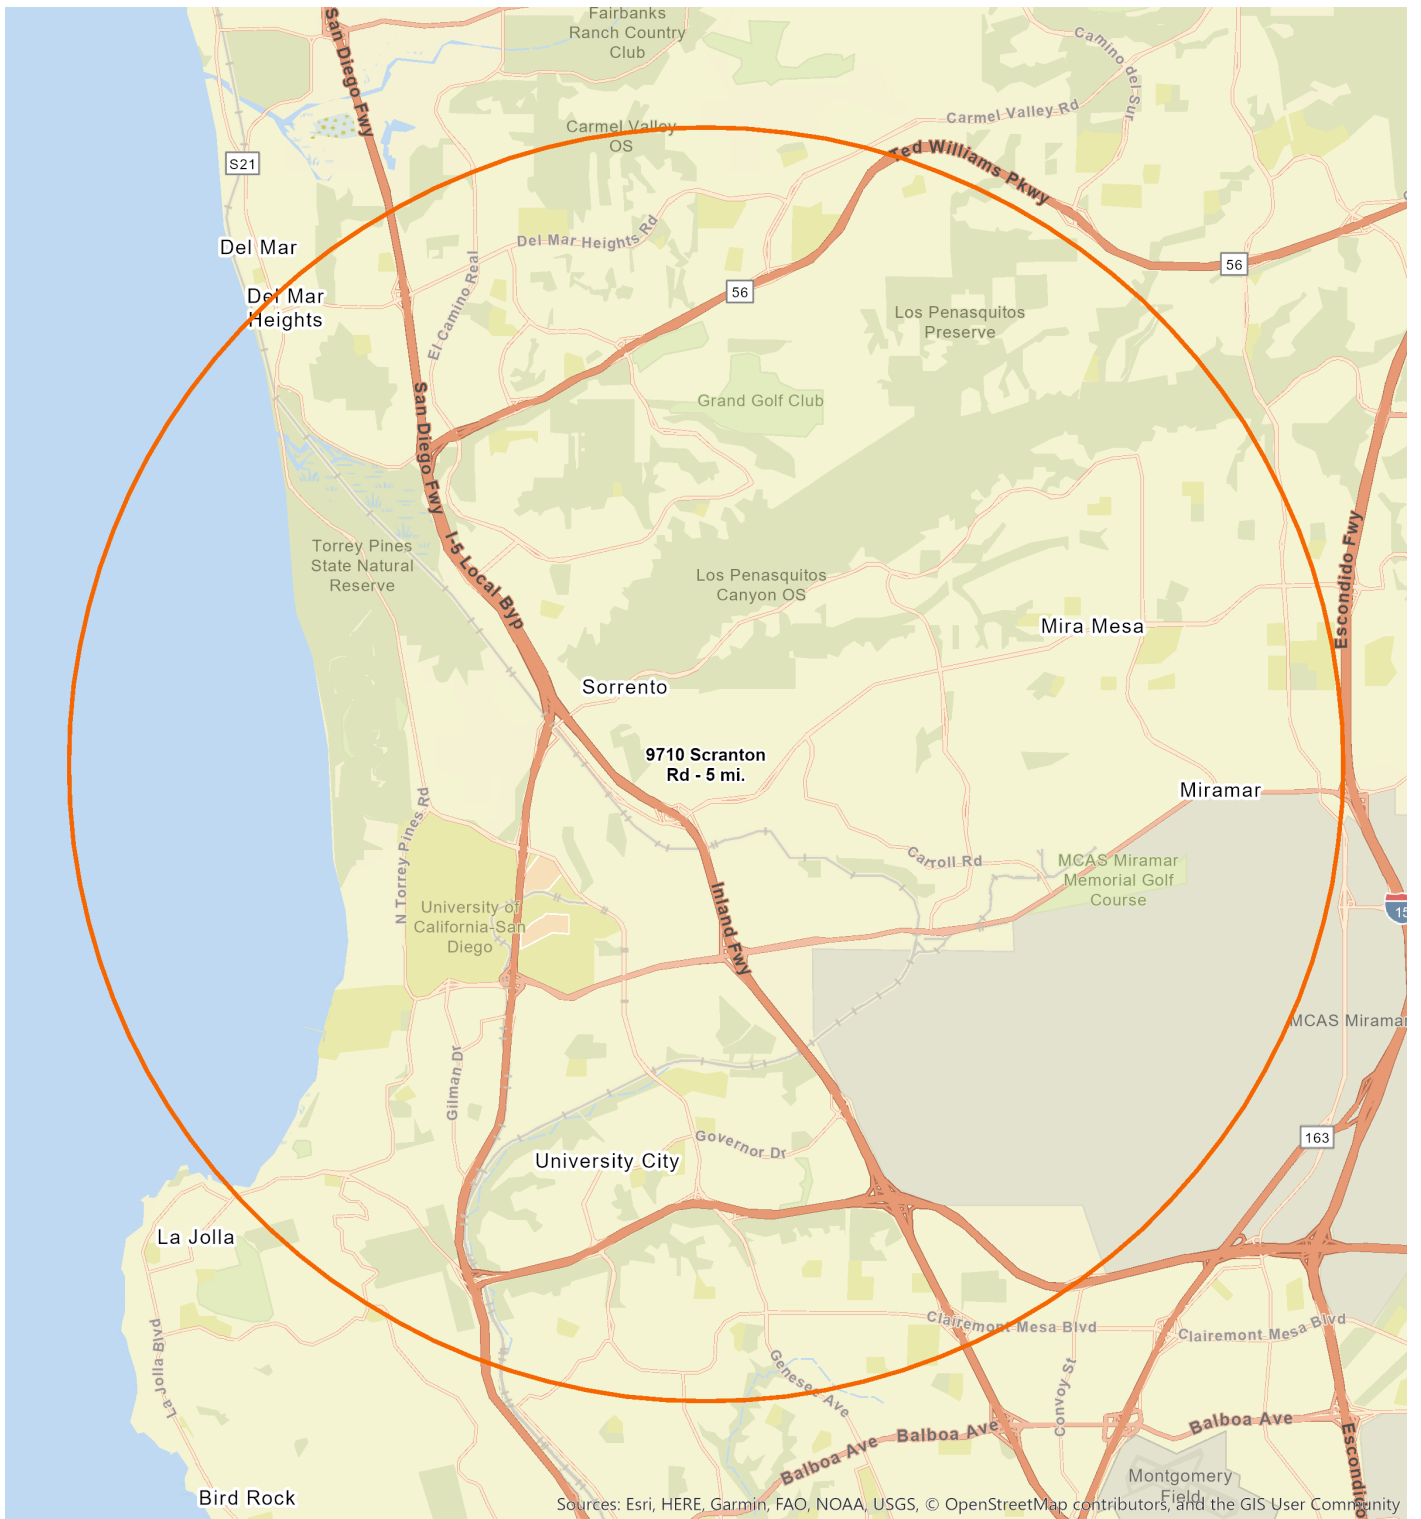 Fairbanks
Ranch Country
Club
San Diego Fwy
Camino del Sur
Carmel Valley Rd
Carmel Valley
OS
S21
Ted Williams Pkwy
Del Mar
Del Mar Heights Rd
56
56
Del Mar
Heights
El Camino Real
Los Penasquitos
Preserve
Grand Golf Club
San Diego Fwy
I-5 Local Byp
Torrey Pines
State Natural
Reserve
Los Penasquitos
Canyon OS
Escondido Fwy
Mira Mesa
Sorrento
9710 Scranton
Rd - 5 mi.
Miramar
N Torrey Pines Rd
Carroll Rd
MCAS Miramar
Memorial Golf
Course
University of
California-San
Diego
Inland Fwy
15
MCAS Miramar
Gilman Dr
Governor Dr
163
University City
La Jolla
La Jolla Blvd
Clairemont Mesa Blvd
Clairemont Mesa Blvd
Genesee Ave
Convoy St
Balboa Ave
Balboa Ave
Balboa Ave
Escondido
Montgomery
Field
Bird Rock
Sources: Esri, HERE, Garmin, FAO, NOAA, USGS, © OpenStreetMap contributors, and the GIS User Community